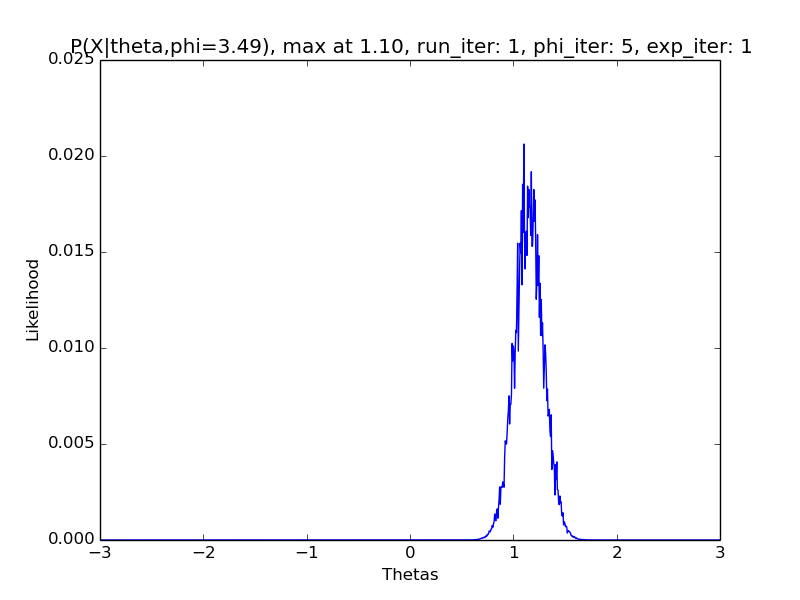 P(X|theta,phi=3.49), max at 1.10, run_iter: 1, phi_iter: 5, exp_iter: 1
0.025
0.020
0.015
0.010
0.005
0.000
Likelihood
−3 −2 −1 0 1 2 3
Thetas